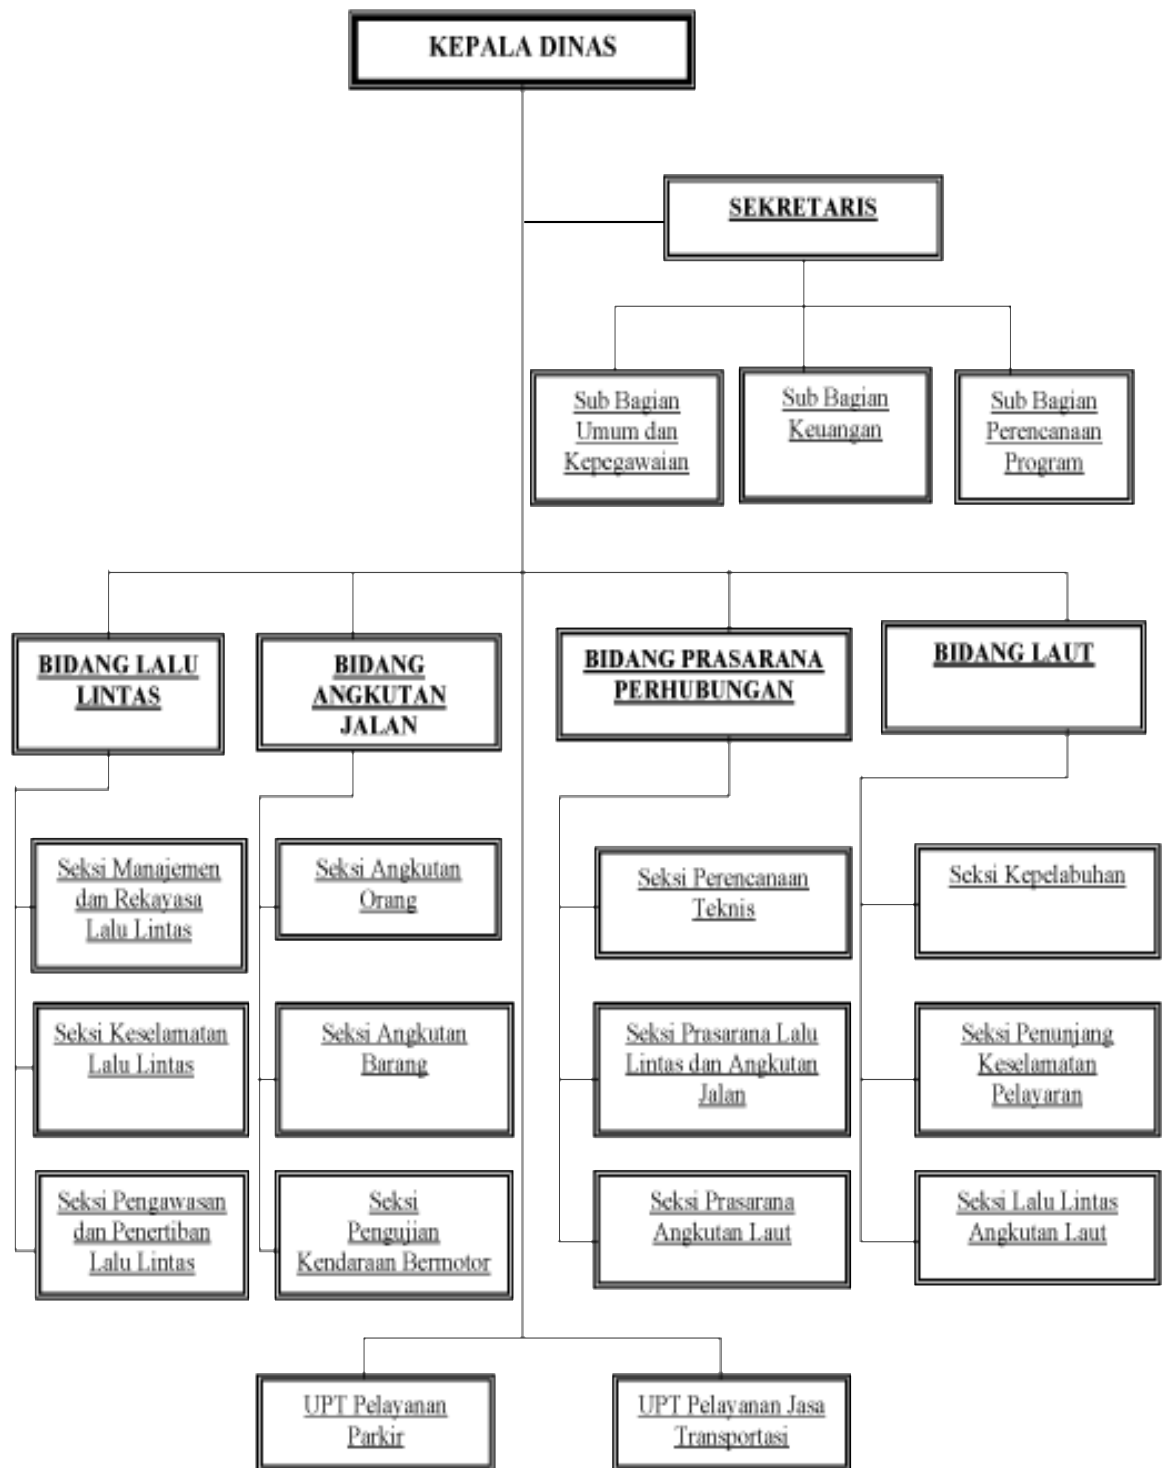 KEPALA DINAS
SEKRETARIS
Sub Bagian
Umum dan
Kepegawaian
Sub Bagian
Keuangan
Sub Bagian
Perencanaan
Program
BIDANG LALU
LINTAS
BIDANG
ANGKUTAN
JALAN
BIDANG PRASARANA
PERHUBUNGAN
BIDANG LAUT
Seksi Manajemen
dan Rekayasa
Lalu Lintas
Seksi Angkutan
Orang
Seksi Perencanaan
Teknis
Seksi Kepelabuhan
Seksi Keselamatan
Lalu Lintas
Seksi Angkutan
Barang
Seksi Prasarana Lalu
Lintas dan Angkutan
Jalan
Seksi Penunjang
Keselamatan
Pelayaran
Seksi Pengawasan
dan Penertiban
Lalu Lintas
Seksi
Pengujian
Kendaraan Bermotor
Seksi Prasarana
Angkutan Laut
Seksi Lalu Lintas
Angkutan Laut
UPT Pelayanan
Parkir
UPT Pelayanan Jasa
Transportasi